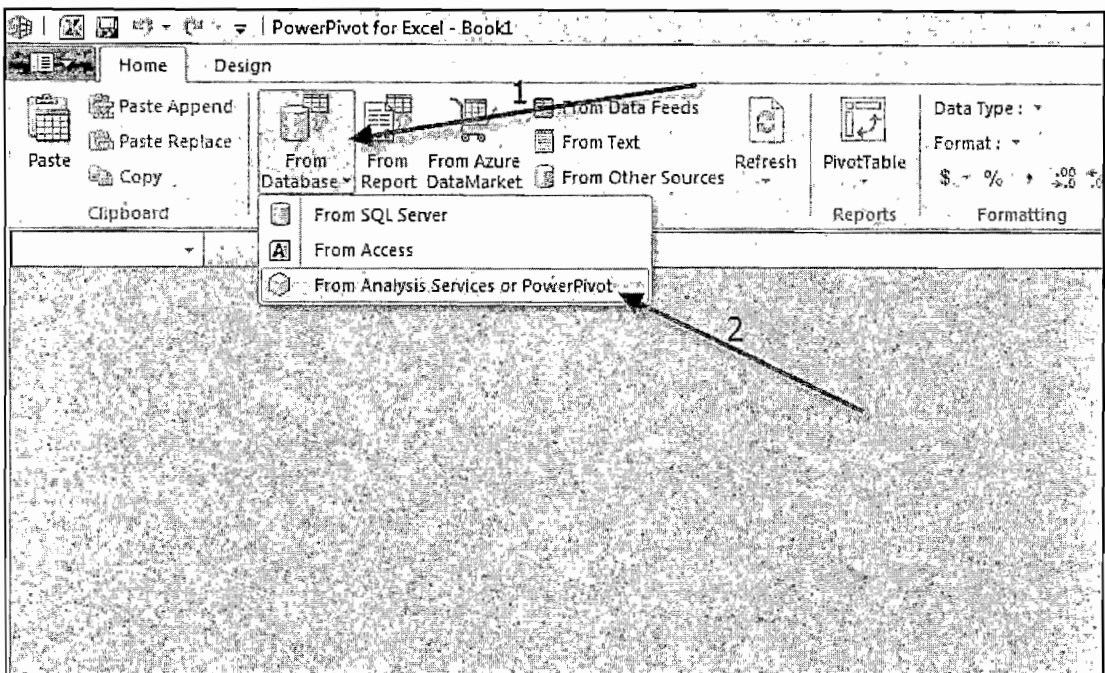 PowerPivot for Excel - Book1
Home Design
Paste
Paste Append
Paste Replace
Copy
Clipboard
From Database
From Report
From Azure DataMarket
From Data Feeds
From Text
From Other Sources
Refresh
PivotTable
Reports
Data Type :
Format :
$ % , .00 →.0
Formatting
From SQL Server
From Access
From Analysis Services or PowerPivot
1
2